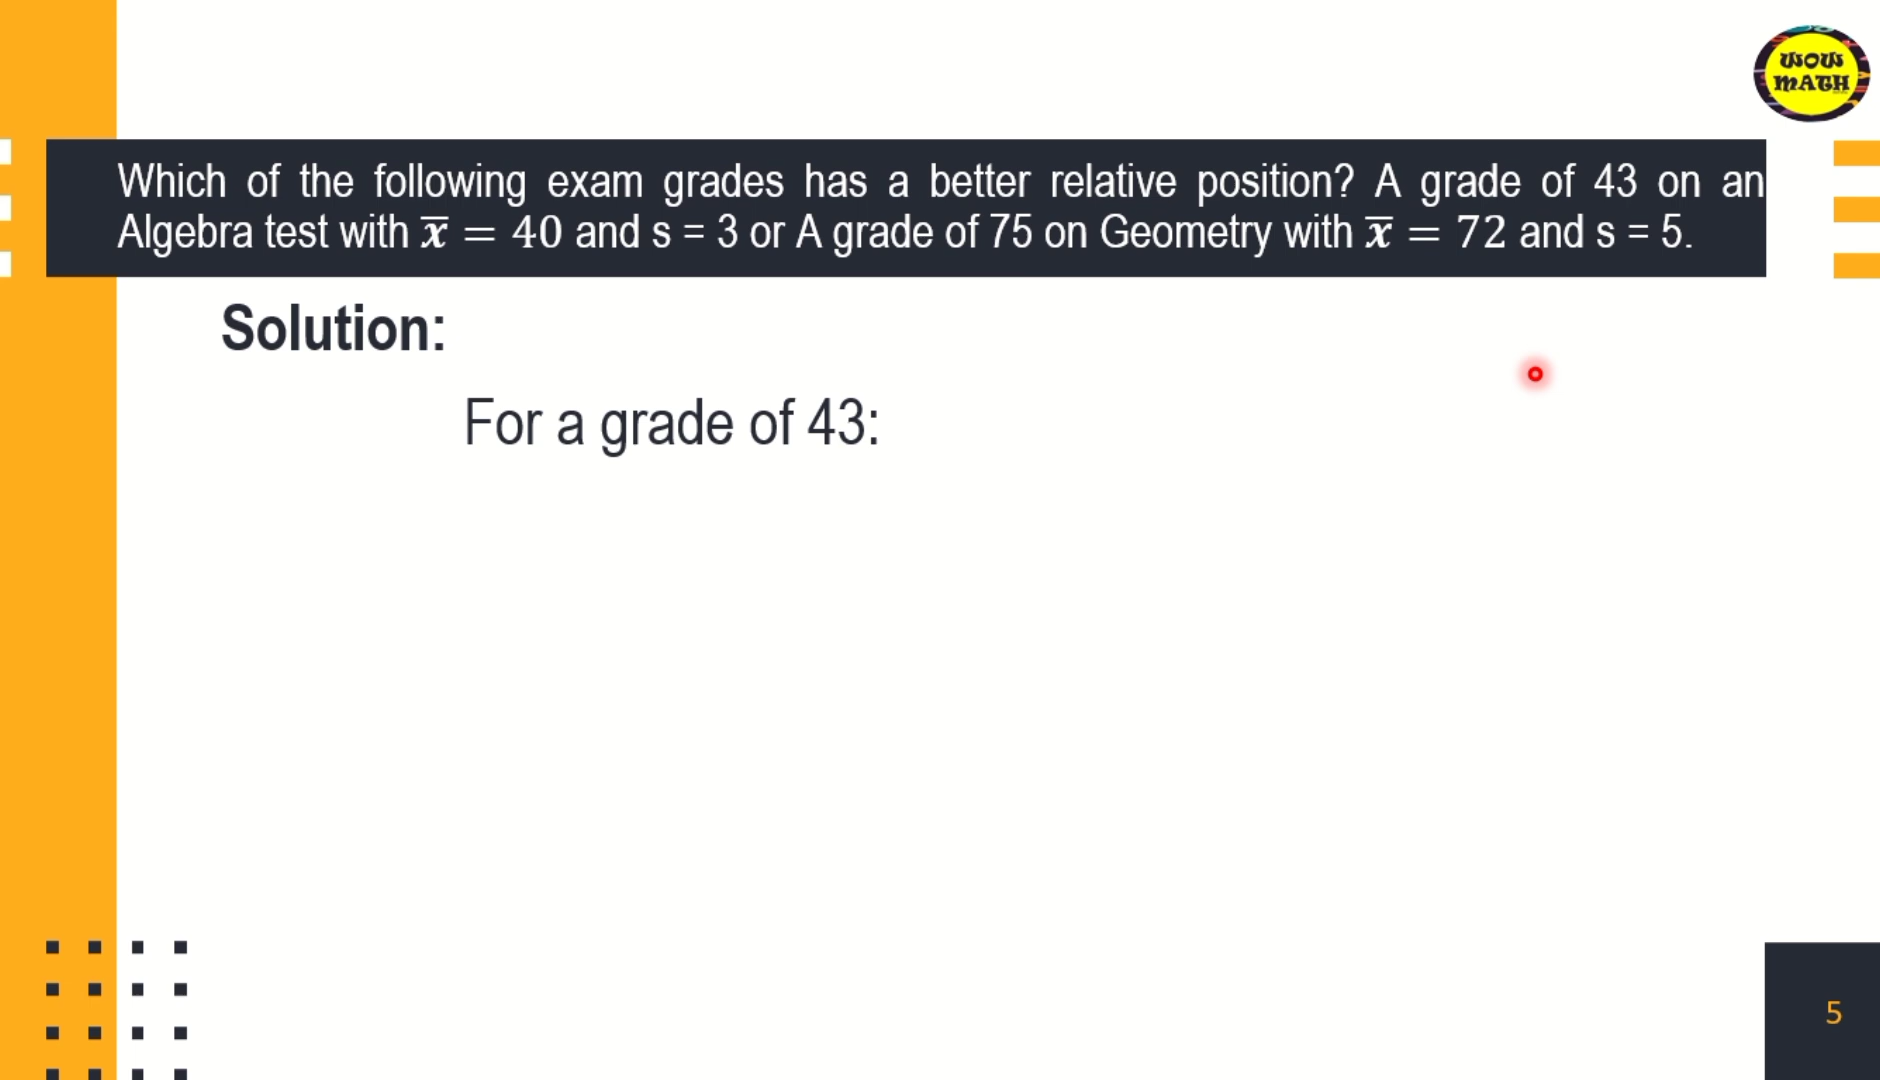 WOW
MATH
Which of the following exam grades has a better relative position? A grade of 43 on an
Algebra test with x̅ = 40 and s = 3 or A grade of 75 on Geometry with x̅ = 72 and s = 5.
Solution:
For a grade of 43:
5